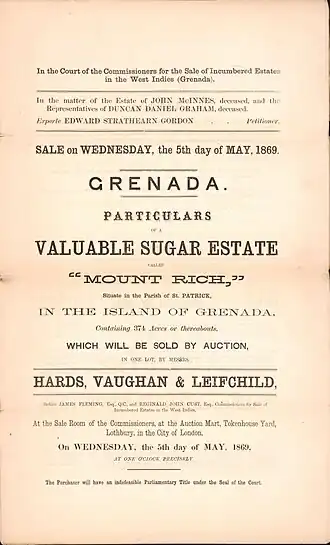 In the Court of the Commissioners for the Sale of Incumbered Estates
in the West Indies (Grenada).
In the matter of the Estate of JOHN McINNES, deceased, and the
Representatives of DUNCAN DANIEL GRAHAM, deceased.
Exparte EDWARD STRATHEARN GORDON . . Petitioner.
SALE on WEDNESDAY, the 5th day of MAY, 1869.
GRENADA.
PARTICULARS
OF A
VALUABLE SUGAR ESTATE
CALLED
"MOUNT RICH,"
Situate in the Parish of St. PATRICK,
IN THE ISLAND OF GRENADA.
Containing 374 Acres or thereabouts.
WHICH WILL BE SOLD BY AUCTION,
IN ONE LOT, BY MESSRS.
HARDS, VAUGHAN & LEIFCHILD,
Before JAMES FLEMING, Esq., Q.C., and REGINALD JOHN CUST, Esq., Commissioners for Sale of
Incumbered Estates in the West Indies,
At the Sale Room of the Commissioners, at the Auction Mart, Tokenhouse Yard,
Lothbury, in the City of London.
On WEDNESDAY, the 5th day of MAY, 1869,
AT ONE O'CLOCK PRECISELY.
The Purchaser will have an indefeasible Parliamentary Title under the Seal of the Court.